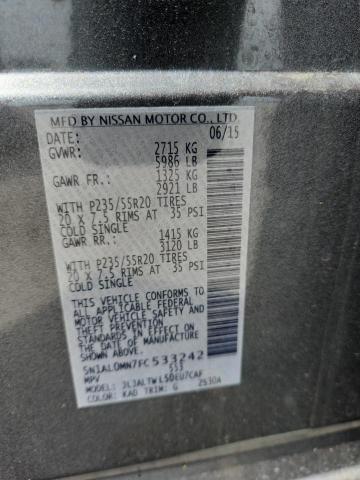 MFD BY NISSAN MOTOR CO., LTD.
DATE: 06/15
GVWR: 2715 KG
5986 LB
GAWR FR.: 1325 KG
2921 LB
WITH P235/55R20 TIRES
20 X 7.5 RIMS AT 35 PSI
COLD SINGLE
GAWR RR.: 1415 KG
3120 LB
WITH P235/55R20 TIRES
20 X 7.5 RIMS AT 35 PSI
COLD SINGLE
THIS VEHICLE CONFORMS TO
ALL APPLICABLE FEDERAL
MOTOR VEHICLE SAFETY AND
THEFT PREVENTION STANDARDS
IN EFFECT ON THE DATE OF
MANUFACTURE SHOWN ABOVE.
5N1AL0MN7FC533242
MPV 553
MODEL: JLJALTWL50EU7CAF
COLOR: KAD TRIM: G 2530A